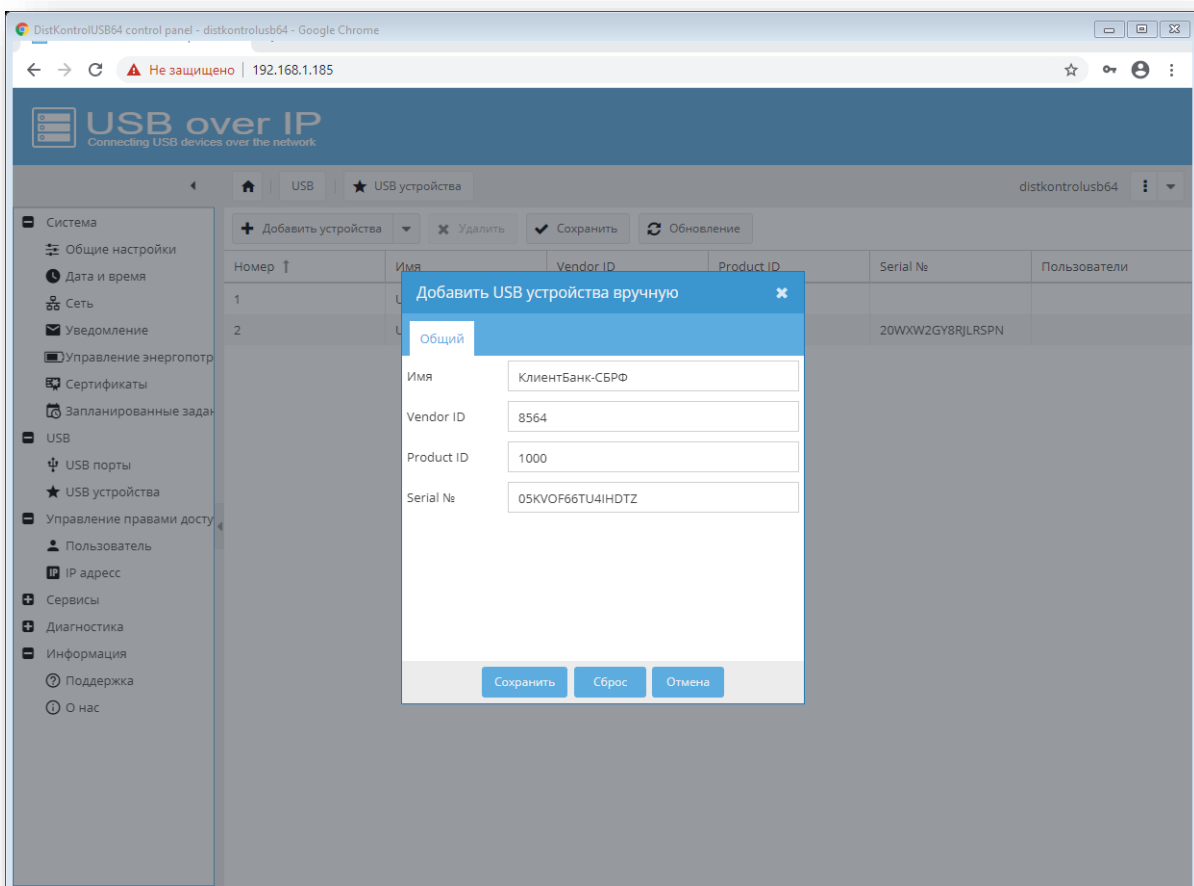 DistKontrolUSB64 control panel - distkontrolusb64 - Google Chrome
Не защищено 192.168.1.185
USB over IP
Connecting USB devices over the network
USB USB устройства distkontrolusb64
Добавить устройства Удалить Сохранить Обновление
Номер Имя Vendor ID Product ID Serial № Пользователи
1 U
2 U 20WXW2GY8RJLRSPN
Система
Общие настройки
Дата и время
Сеть
Уведомление
Управление энергопотр
Сертификаты
Запланированные задан
USB
USB порты
USB устройства
Управление правами досту
Пользователь
IP IP адресс
Сервисы
Диагностика
Информация
Поддержка
О нас
Добавить USB устройства вручную
Общий
Имя КлиентБанк-СБРФ
Vendor ID 8564
Product ID 1000
Serial № 05KVOF66TU4IHDTZ
Сохранить Сброс Отмена